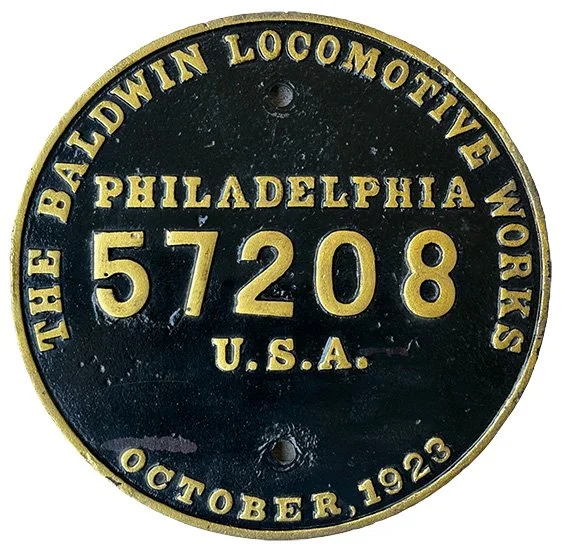 THE BALDWIN LOCOMOTIVE WORKS
PHILADELPHIA
57208
U.S.A.
OCTOBER, 1923